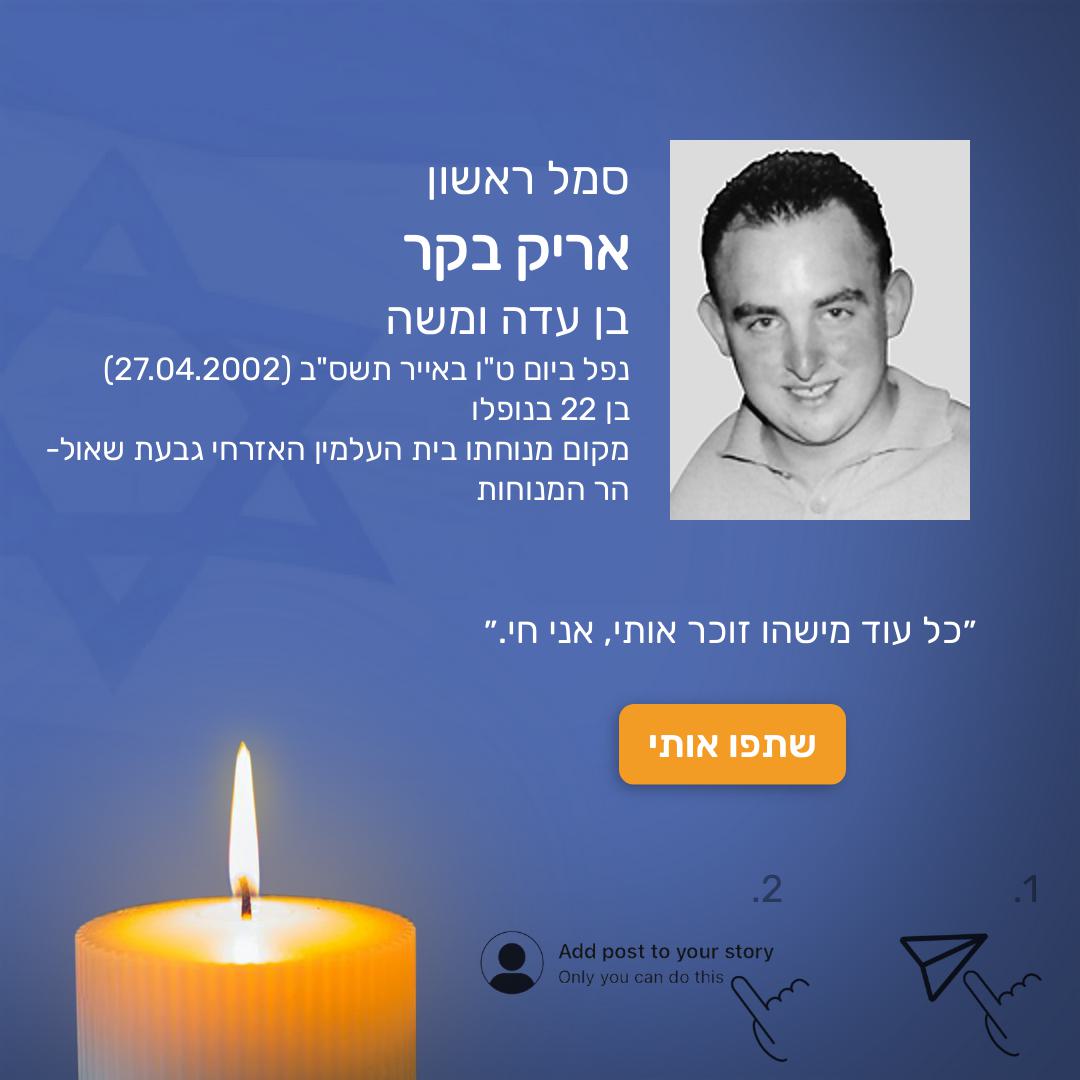 סמל ראשון
אריק בקר
בן עדה ומשה
נפל ביום ט"ו באייר תשס"ב (27.04.2002)
בן 22 בנופלו
מקום מנוחתו בית העלמין האזרחי גבעת שאול-
הר המנוחות
״כל עוד מישהו זוכר אותי, אני חי.״
שתפו אותי
1.
2.
Add post to your story
Only you can do this